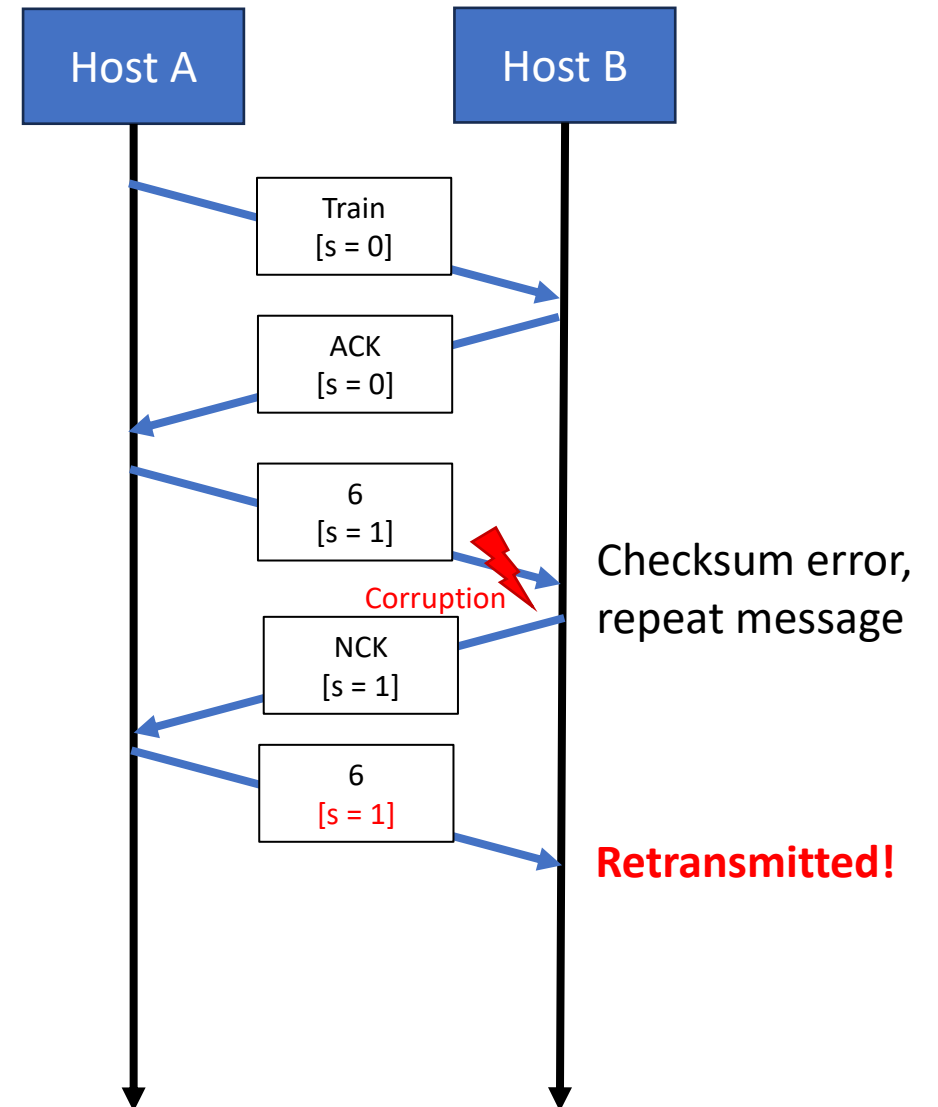 Host A
Host B
Train
[s = 0]
ACK
[s = 0]
6
[s = 1]
Corruption
Checksum error,
repeat message
NCK
[s = 1]
6
[s = 1]
Retransmitted!